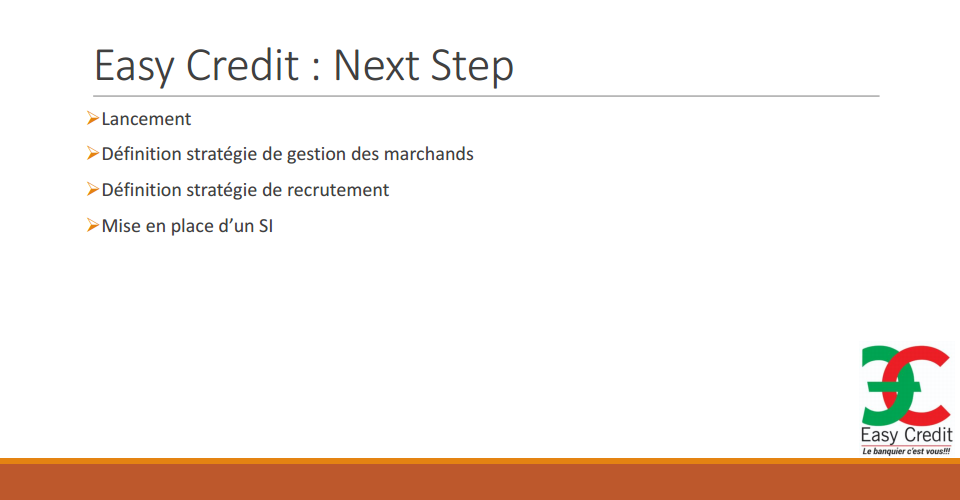 Easy Credit : Next Step
Lancement
Définition stratégie de gestion des marchands
Définition stratégie de recrutement
Mise en place d’un SI
Easy Credit
Le banquier c'est vous!!!